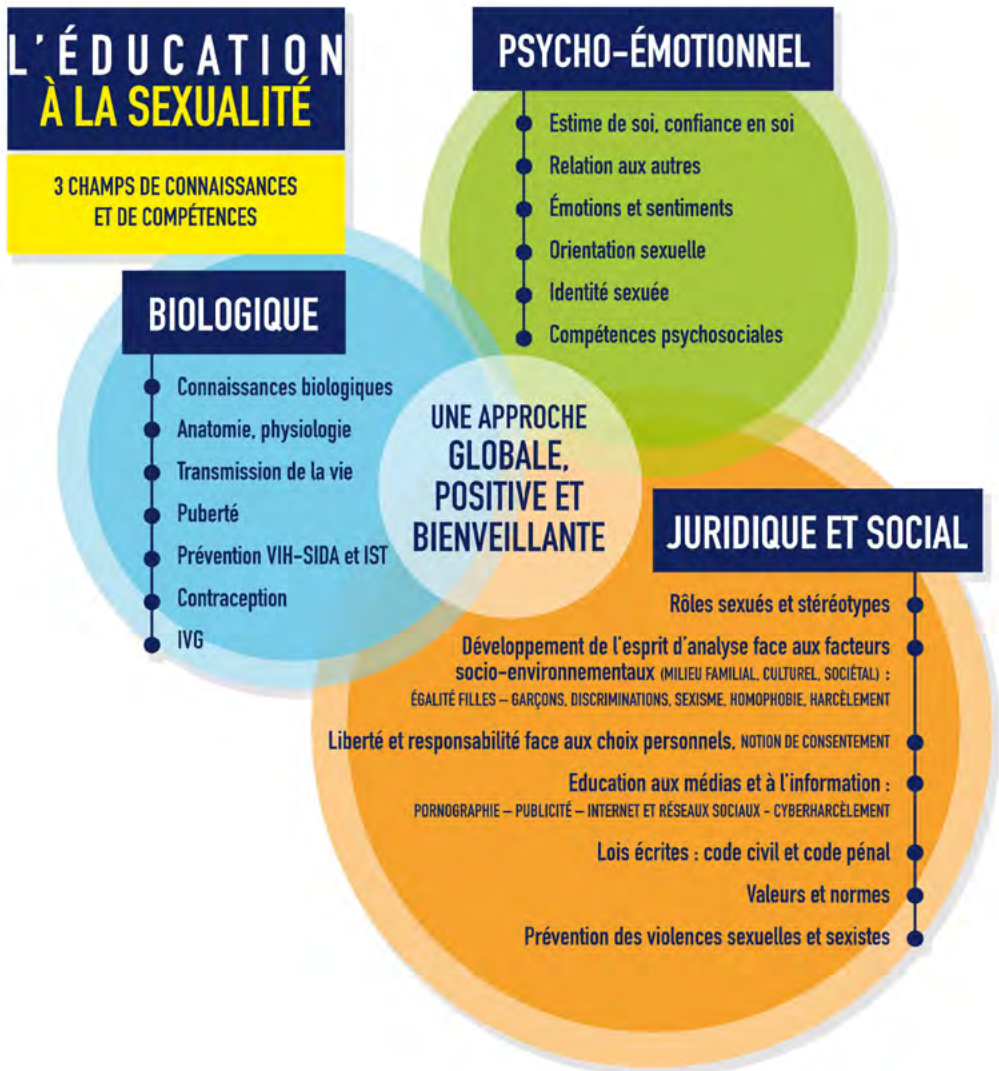 L'ÉDUCATION
À LA SEXUALITÉ
3 CHAMPS DE CONNAISSANCES
ET DE COMPÉTENCES
PSYCHO-ÉMOTIONNEL
Estime de soi, confiance en soi
Relation aux autres
Émotions et sentiments
Orientation sexuelle
Identité sexuée
Compétences psychosociales
BIOLOGIQUE
Connaissances biologiques
Anatomie, physiologie
Transmission de la vie
Puberté
Prévention VIH-SIDA et IST
Contraception
IVG
UNE APPROCHE
GLOBALE,
POSITIVE ET
BIENVEILLANTE
JURIDIQUE ET SOCIAL
Rôles sexués et stéréotypes
Développement de l'esprit d'analyse face aux facteurs
socio-environnementaux (MILIEU FAMILIAL, CULTUREL, SOCIÉTAL) :
ÉGALITÉ FILLES – GARÇONS, DISCRIMINATIONS, SEXISME, HOMOPHOBIE, HARCÈLEMENT
Liberté et responsabilité face aux choix personnels, NOTION DE CONSENTEMENT
Education aux médias et à l'information :
PORNOGRAPHIE – PUBLICITÉ – INTERNET ET RÉSEAUX SOCIAUX - CYBERHARCÈLEMENT
Lois écrites : code civil et code pénal
Valeurs et normes
Prévention des violences sexuelles et sexistes